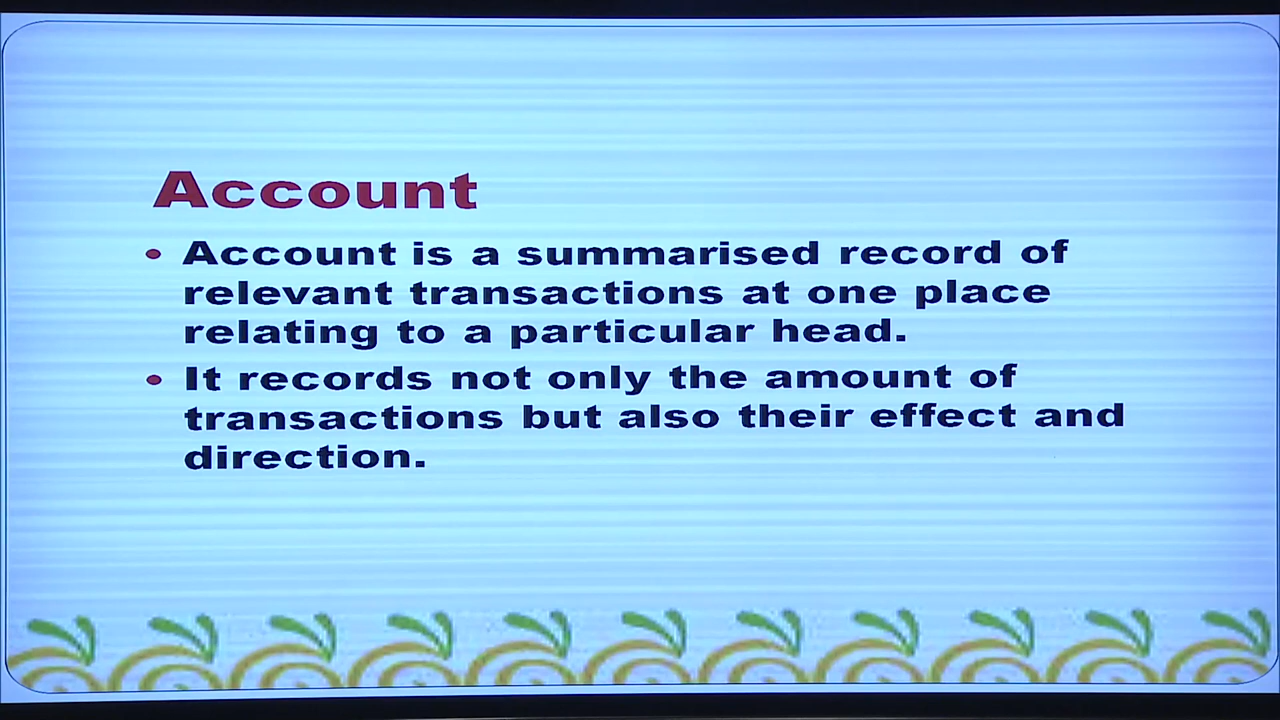 Account
• Account is a summarised record of
relevant transactions at one place
relating to a particular head.
• It records not only the amount of
transactions but also their effect and
direction.